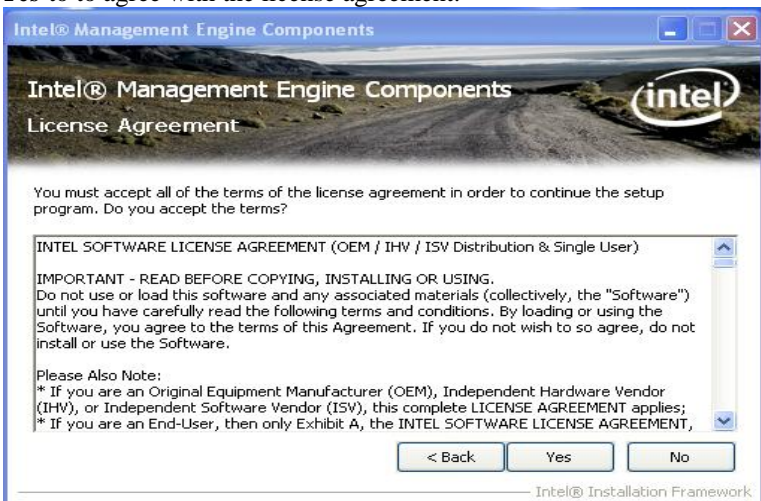 Yes to to agree with the license agreement.
Intel® Management Engine Components
Intel® Management Engine Components
License Agreement
intel
You must accept all of the terms of the license agreement in order to continue the setup
program. Do you accept the terms?
INTEL SOFTWARE LICENSE AGREEMENT (OEM / IHV / ISV Distribution & Single User)
IMPORTANT - READ BEFORE COPYING, INSTALLING OR USING.
Do not use or load this software and any associated materials (collectively, the "Software")
until you have carefully read the following terms and conditions. By loading or using the
Software, you agree to the terms of this Agreement. If you do not wish to so agree, do not
install or use the Software.
Please Also Note:
* If you are an Original Equipment Manufacturer (OEM), Independent Hardware Vendor
(IHV), or Independent Software Vendor (ISV), this complete LICENSE AGREEMENT applies;
* If you are an End-User, then only Exhibit A, the INTEL SOFTWARE LICENSE AGREEMENT,
< Back Yes No
Intel® Installation Framework